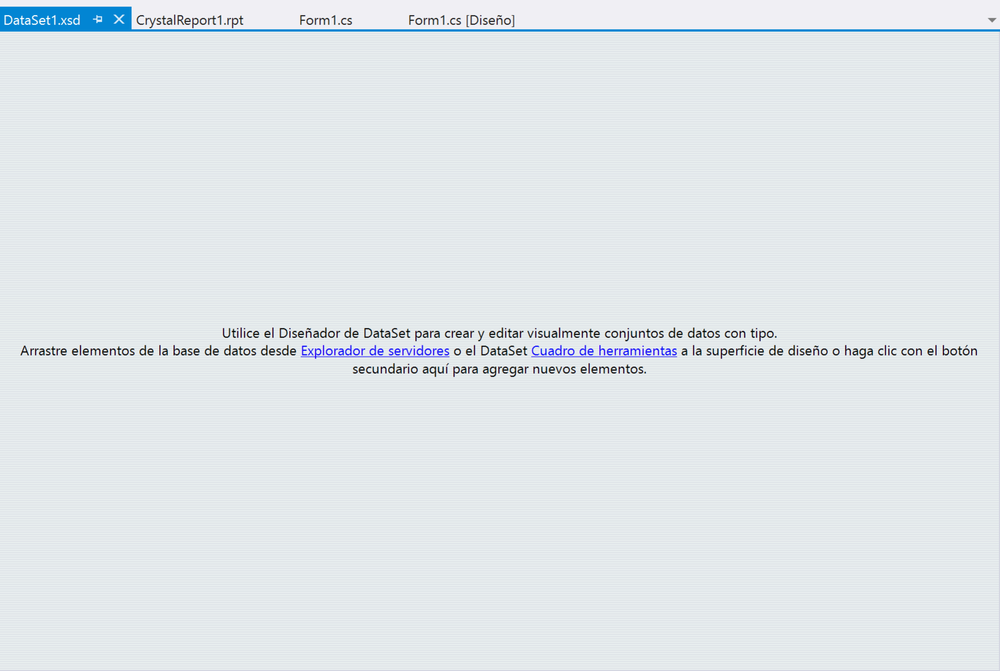 DataSet1.xsd CrystalReport1.rpt Form1.cs Form1.cs [Diseño]
Utilice el Diseñador de DataSet para crear y editar visualmente conjuntos de datos con tipo.
Arrastre elementos de la base de datos desde Explorador de servidores o el DataSet Cuadro de herramientas a la superficie de diseño o haga clic con el botón
secundario aquí para agregar nuevos elementos.